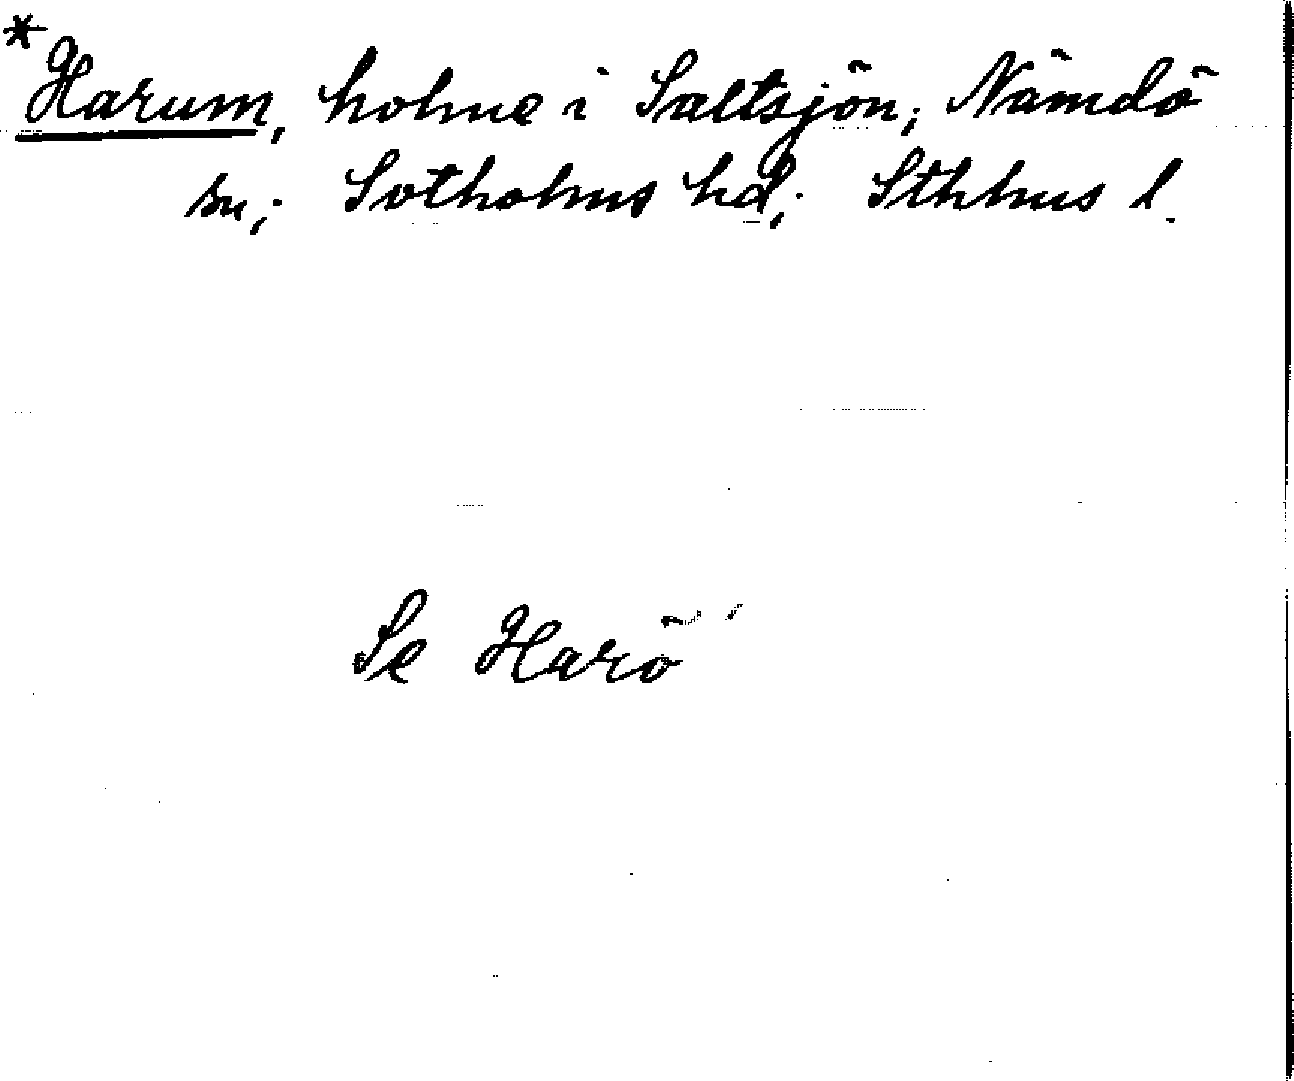 *Harum, holme i Saltsjön; Nämdö
sn; Sotholms hd; Sthlms l.
Se Harö